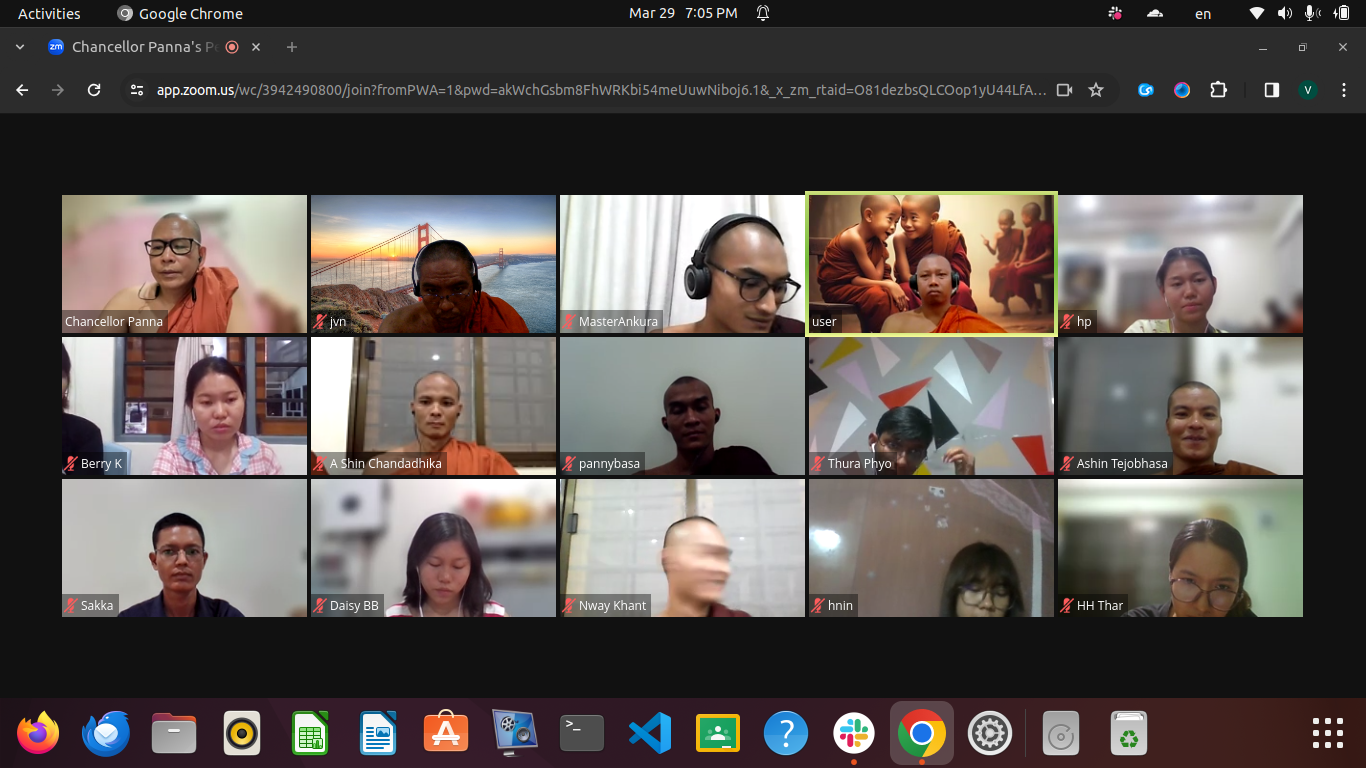 Activities
Google Chrome
Mar 29 7:05 PM
en
zm
Chancellor Panna's Pe
app.zoom.us/wc/3942490800/join?fromPWA=1&pwd=akWchGsbm8FhWRKbi54meUuwNiboj6.1&_x_zm_rtaid=O81dezbsQLCOop1yU44LfA...
V
Chancellor Panna
jvn
MasterAnkura
user
hp
Berry K
A Shin Chandadhika
pannybasa
Thura Phyo
Ashin Tejobhasa
Sakka
Daisy BB
Nway Khant
hnin
HH Thar
>_
?